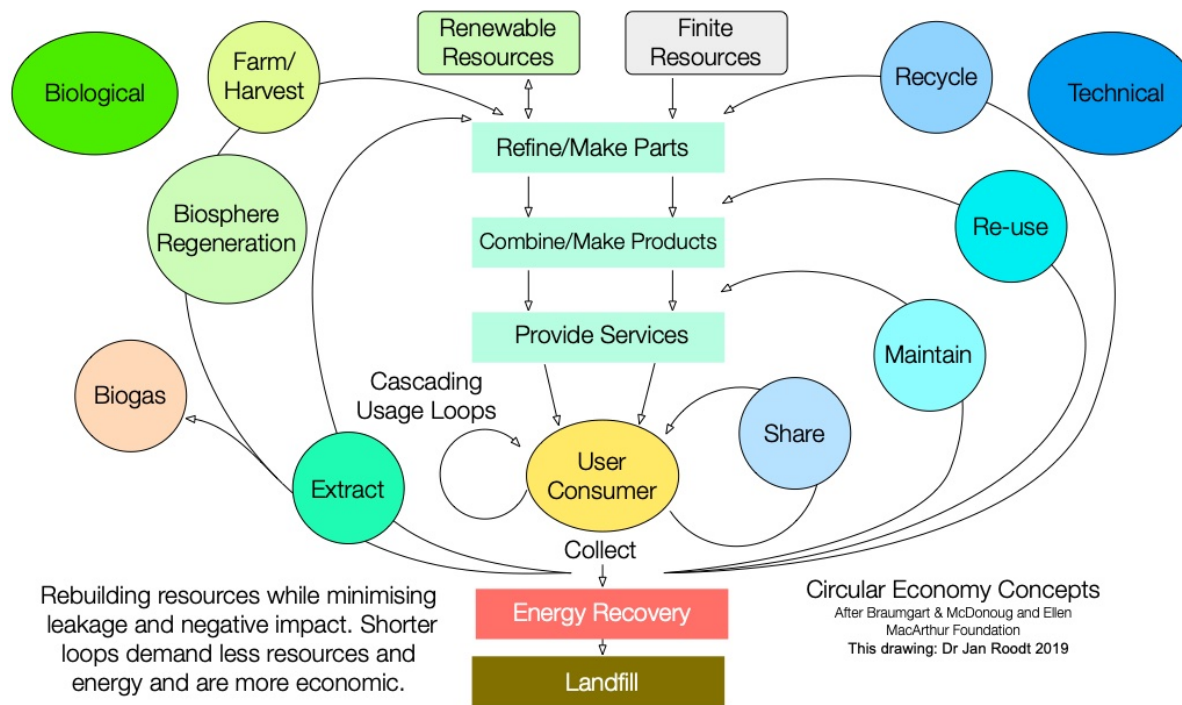 Renewable
Resources
Finite
Resources
Biological
Farm/
Harvest
Recycle
Technical
Refine/Make Parts
Biosphere
Regeneration
Combine/Make Products
Re-use
Provide Services
Maintain
Biogas
Cascading
Usage Loops
Share
Extract
User
Consumer
Collect
Energy Recovery
Landfill
Rebuilding resources while minimising
leakage and negative impact. Shorter
loops demand less resources and
energy and are more economic.
Circular Economy Concepts
After Braumgart & McDonoug and Ellen
MacArthur Foundation
This drawing: Dr Jan Roodt 2019